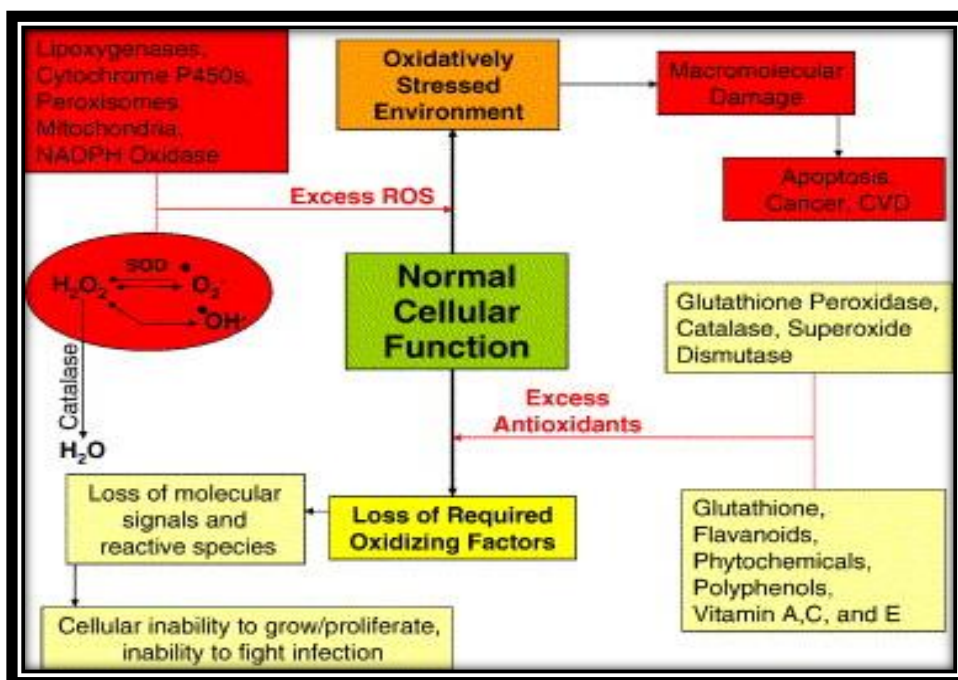 Lipoxygenases,
Cytochrome P450s,
Peroxisomes
Mitochondria,
NADPH Oxidase
Oxidatively
Stressed
Environment
Macromolecular
Damage
Apoptosis
Cancer, CVD
Excess ROS
SOD
H2O2
•
O2
•
OH-
Catalase
H2O
Normal
Cellular
Function
Glutathione Peroxidase,
Catalase, Superoxide
Dismutase
Excess
Antioxidants
Glutathione,
Flavanoids,
Phytochemicals,
Polyphenols,
Vitamin A,C, and E
Loss of Required
Oxidizing Factors
Loss of molecular
signals and
reactive species
Cellular inability to grow/proliferate,
inability to fight infection